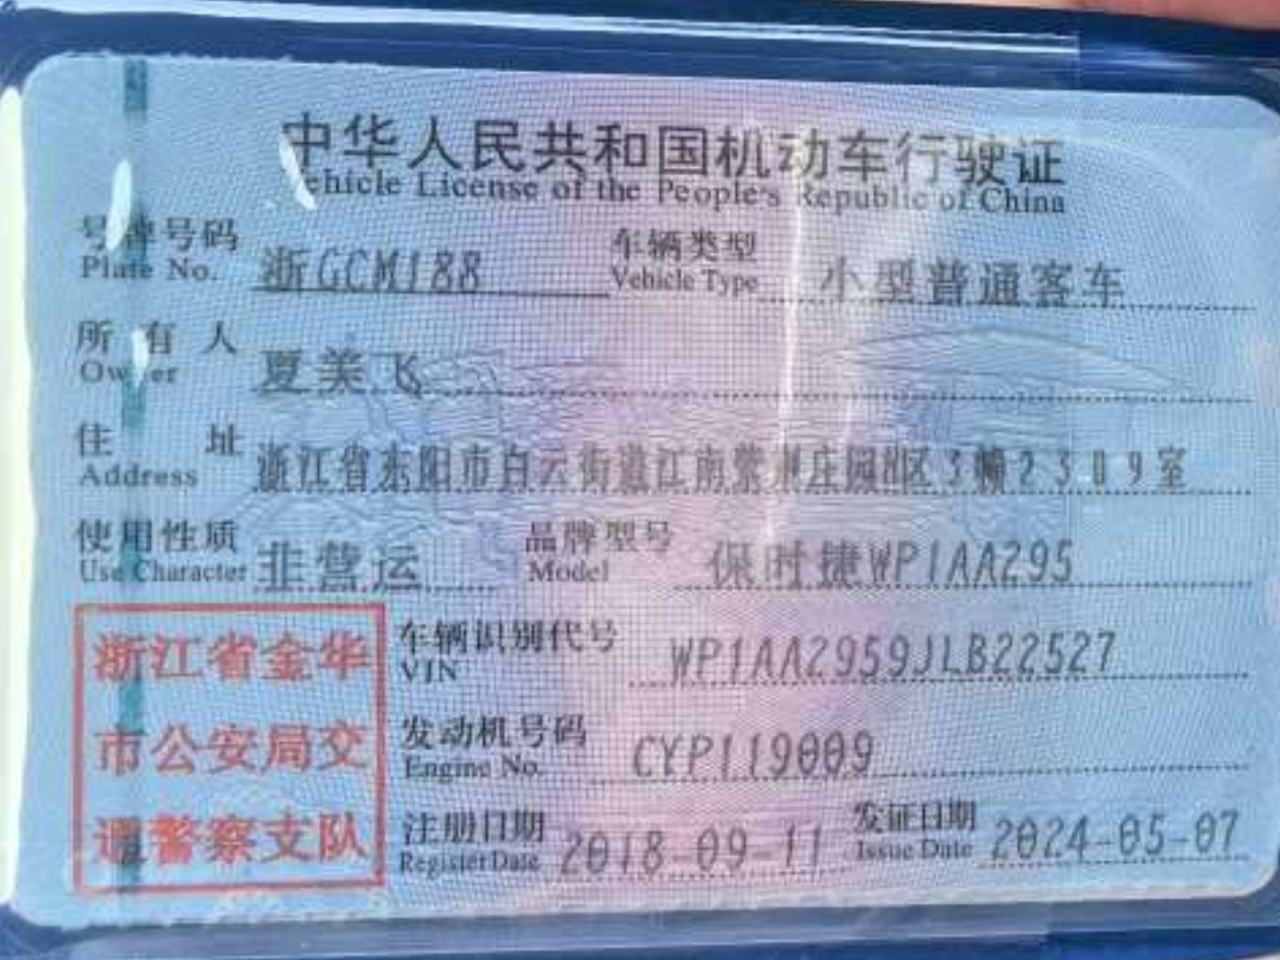 中华人民共和国机动车行驶证
Vehicle License of the People's Republic of China
号牌号码 浙GCM188 车辆类型 小型普通客车
Plate No. Vehicle Type
所有人 夏美飞
Owner
住址 浙江省东阳市白云街道江南紫荆庄园B区3幢2309室
Address
使用性质 非营运 品牌型号 保时捷WP1AA295
Use Character Model
浙江省金华
市公安局交
通警察支队
车辆识别代号 WP1AA2959JLB22527
VIN
发动机号码 CYP119009
Engine No.
注册日期 2018-09-11 发证日期 2024-05-07
Register Date Issue Date